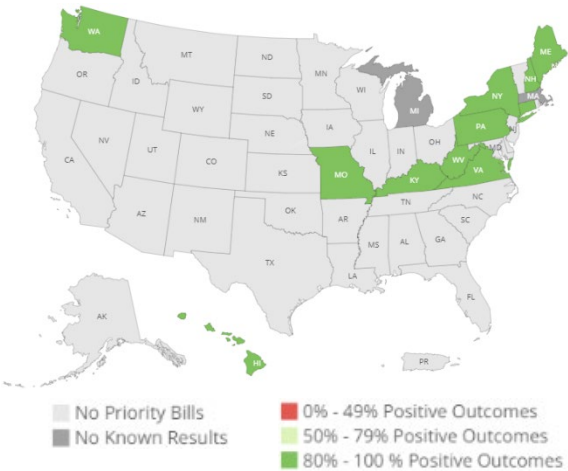 WA
MT
ND
MN
ME
OR
ID
SD
WI
NH
NY
MA
WY
MI
IA
PA
NE
NV
IL
IN
OH
MD
UT
CO
WV
VA
CA
KS
MO
KY
NC
TN
OK
AZ
NM
AR
SC
MS
AL
GA
TX
LA
FL
AK
PR
HI
No Priority Bills
No Known Results
0% - 49% Positive Outcomes
50% - 79% Positive Outcomes
80% - 100 % Positive Outcomes